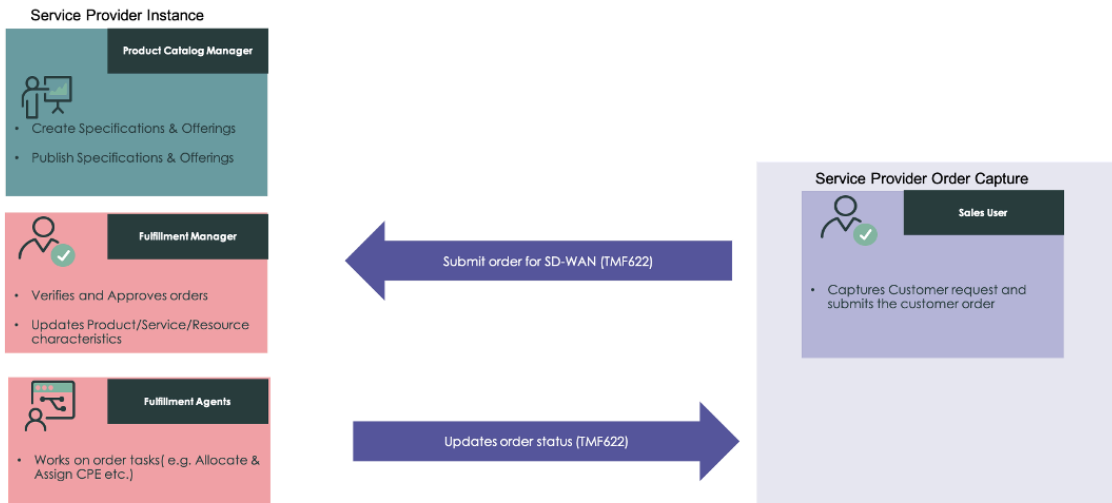 Service Provider Instance
Product Catalog Manager
• Create Specifications & Offerings
• Publish Specifications & Offerings
Fulfillment Manager
• Verifies and Approves orders
• Updates Product/Service/Resource
characteristics
Fulfillment Agents
• Works on order tasks( e.g. Allocate &
Assign CPE etc.)
Submit order for SD-WAN (TMF622)
Updates order status (TMF622)
Service Provider Order Capture
Sales User
• Captures Customer request and
submits the customer order